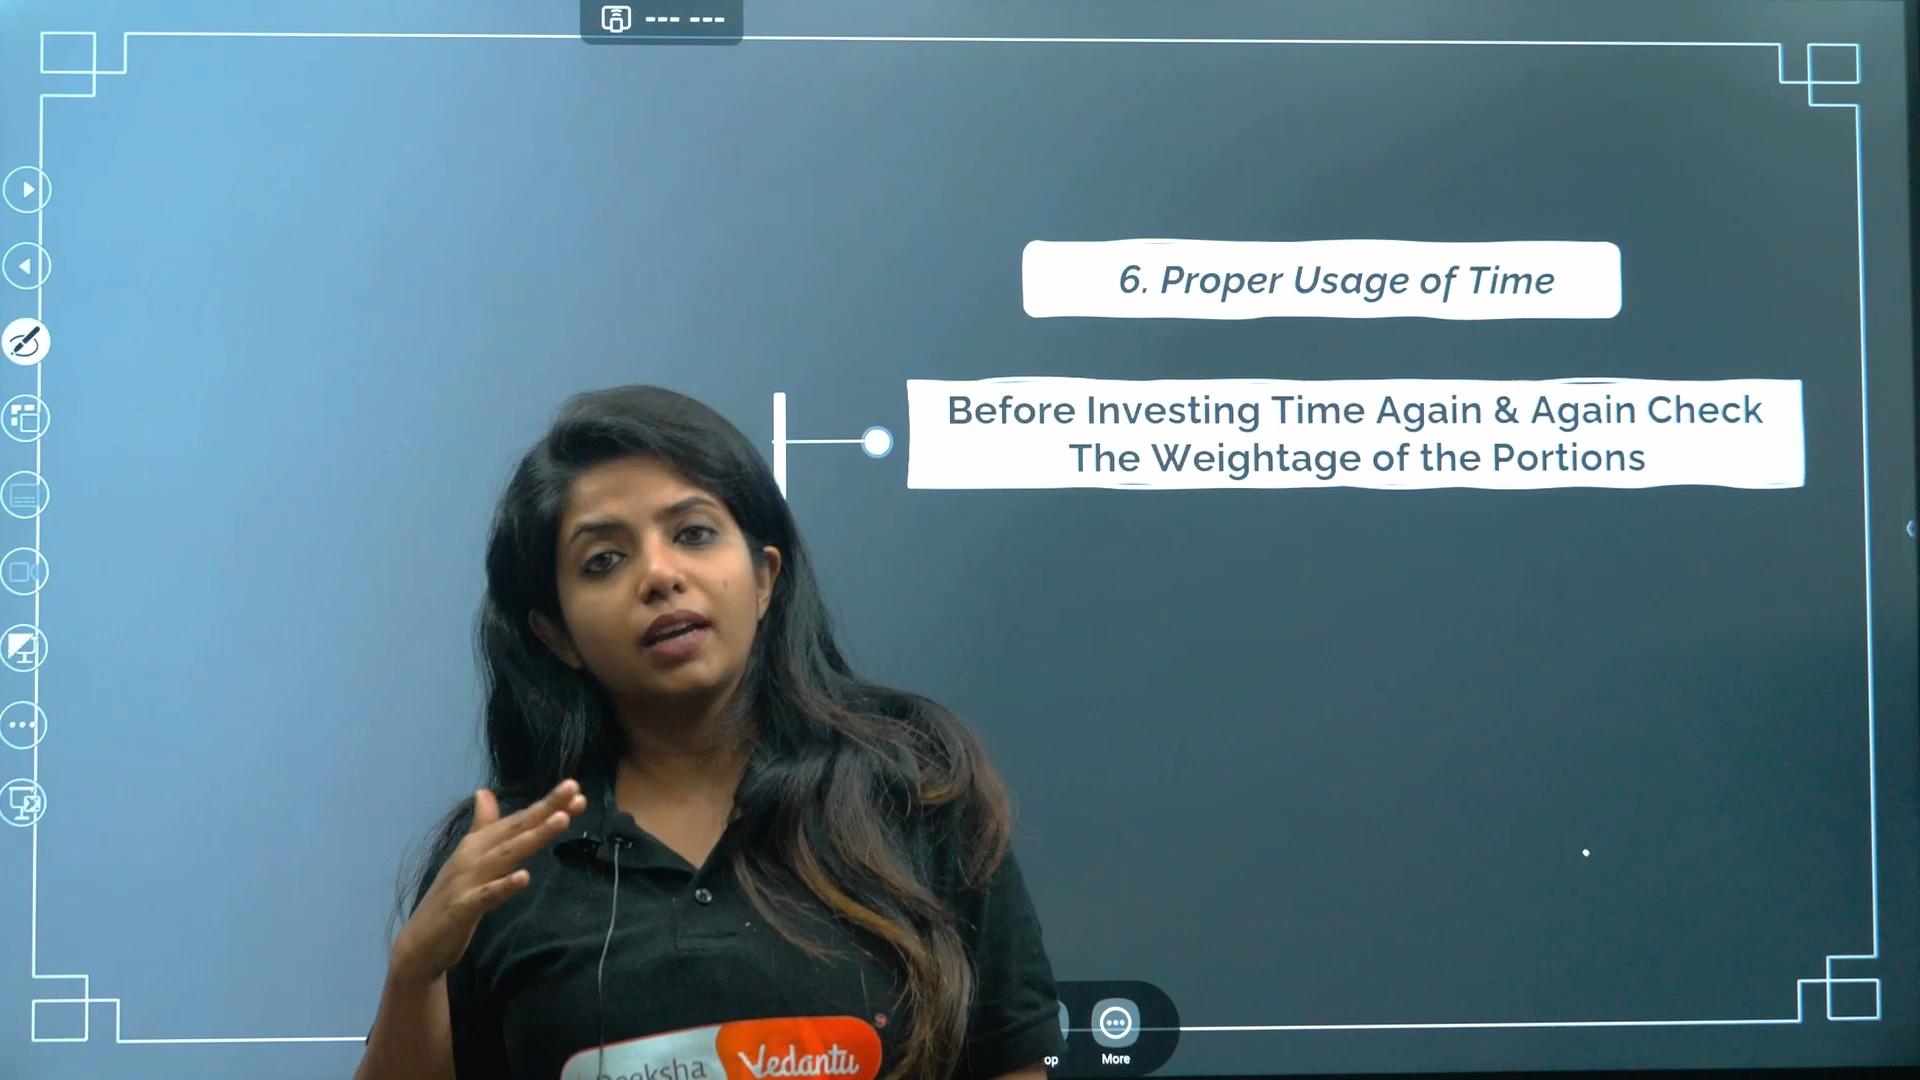 --- ---
6. Proper Usage of Time
Before Investing Time Again & Again Check
The Weightage of the Portions
Vedantu
More